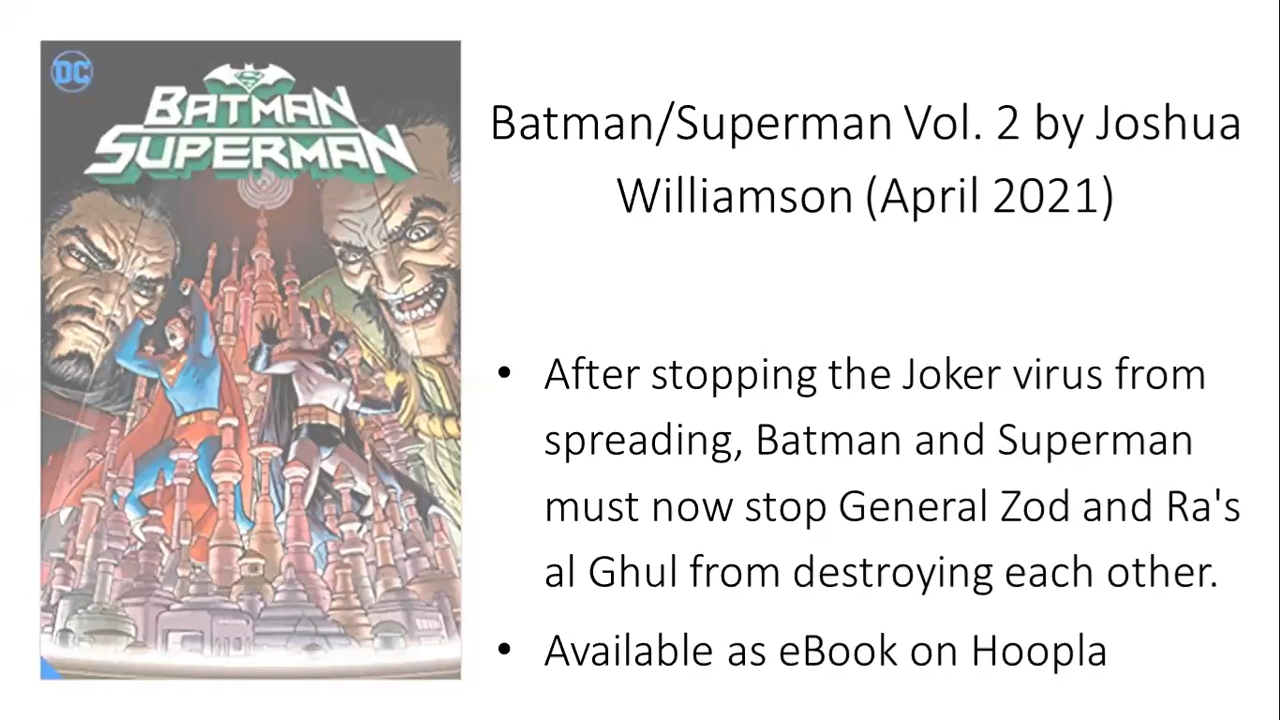 DC
BATMAN
SUPERMAN
Batman/Superman Vol. 2 by Joshua
Williamson (April 2021)
• After stopping the Joker virus from
spreading, Batman and Superman
must now stop General Zod and Ra's
al Ghul from destroying each other.
• Available as eBook on Hoopla